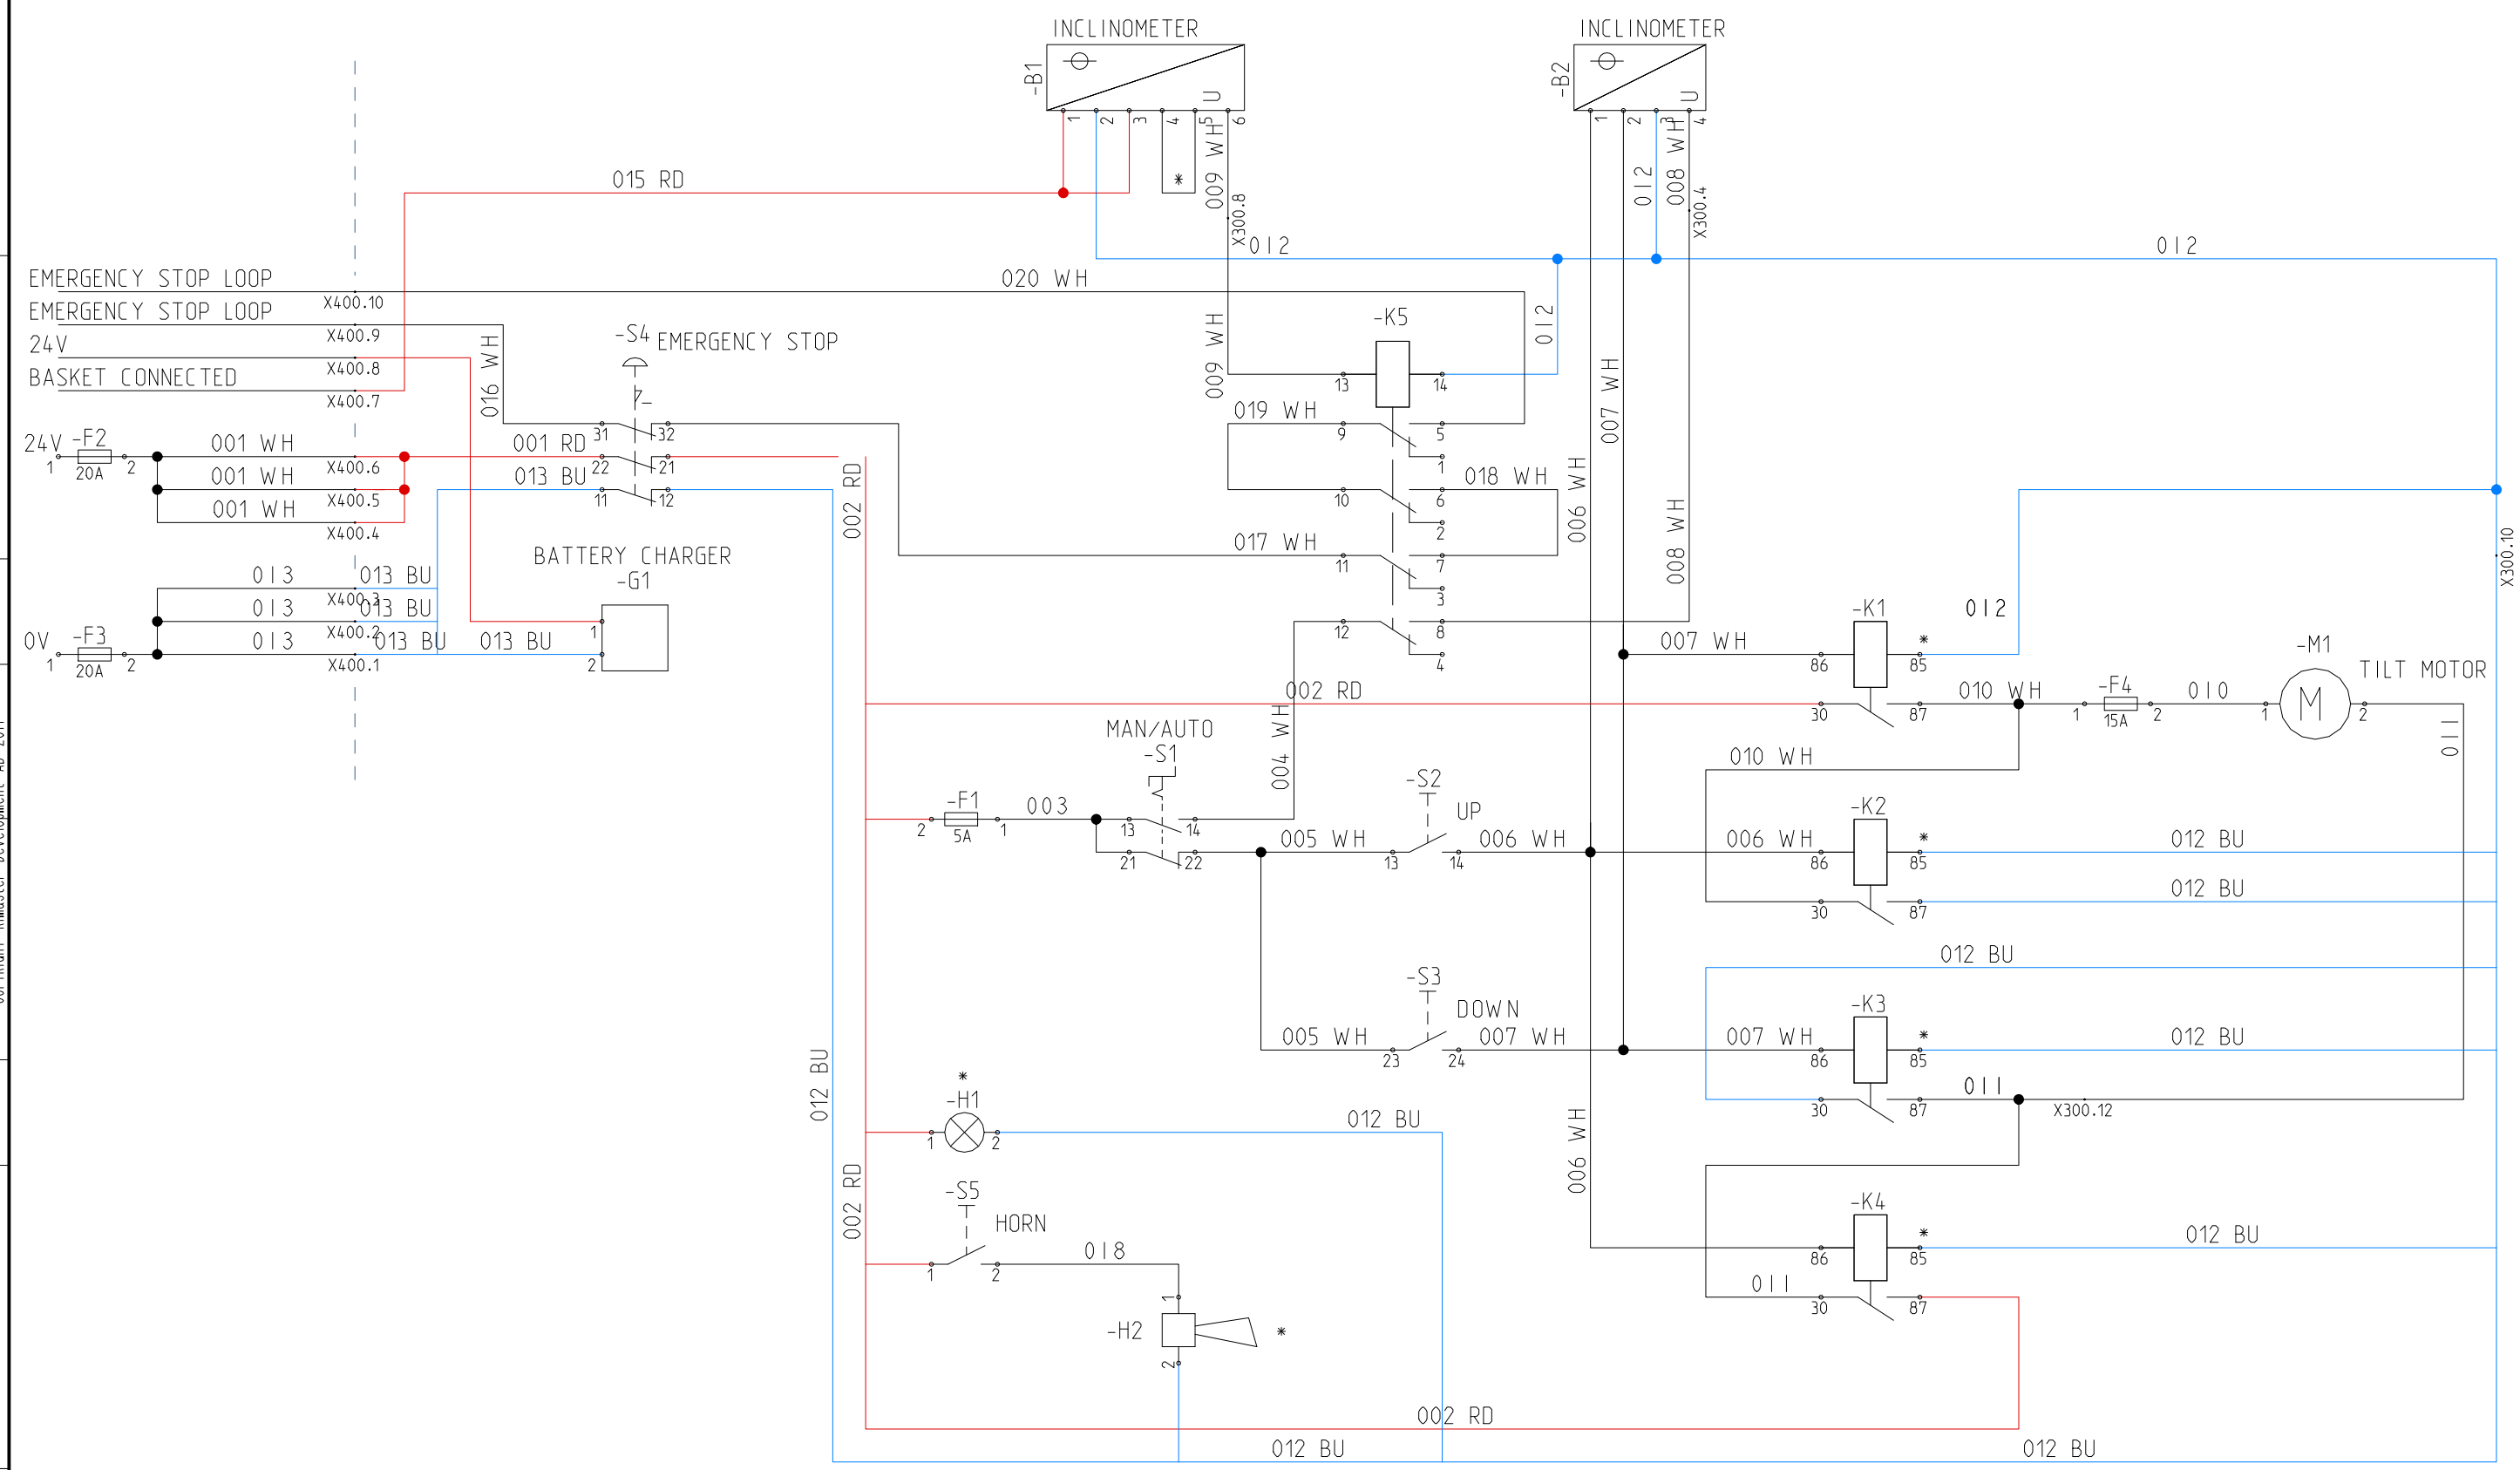 INCLINOMETER
INCLINOMETER
-B1
U
1
2
3
4
5
6
-B2
U
1
2
3
4
015 RD
*
009 WH
X300.8
012
008 WH
X300.4
012
012
EMERGENCY STOP LOOP
X400.10
020 WH
EMERGENCY STOP LOOP
X400.9
24V
X400.8
BASKET CONNECTED
X400.7
016 WH
-S4
EMERGENCY STOP
31
32
22
21
11
12
009 WH
-K5
13
14
012
019 WH
9
5
1
10
6
2
018 WH
017 WH
11
7
3
12
8
4
007 WH
006 WH
008 WH
24V
1
-F2
20A
2
001 WH
X400.6
001 RD
001 WH
X400.5
013 BU
001 WH
X400.4
002 RD
X300.10
BATTERY CHARGER
-G1
1
2
013
X400.3
013 BU
013
X400.2
013 BU
0V
1
-F3
20A
2
013
X400.1
013 BU
013 BU
-K1
012
007 WH
86
*
85
002 RD
30
87
010 WH
1
-F4
15A
2
010
1
-M1
M
2
TILT MOTOR
011
MAN/AUTO
-S1
004 WH
010 WH
2
-F1
5A
1
003
13
14
21
22
-S2
UP
005 WH
13
14
006 WH
-K2
006 WH
86
*
85
012 BU
30
87
012 BU
012 BU
-S3
DOWN
005 WH
23
24
007 WH
-K3
007 WH
86
*
85
012 BU
30
87
011
X300.12
012 BU
*
-H1
1
2
012 BU
006 WH
002 RD
-S5
HORN
1
2
018
-K4
86
*
85
012 BU
011
30
87
1
-H2
*
2
002 RD
012 BU
012 BU